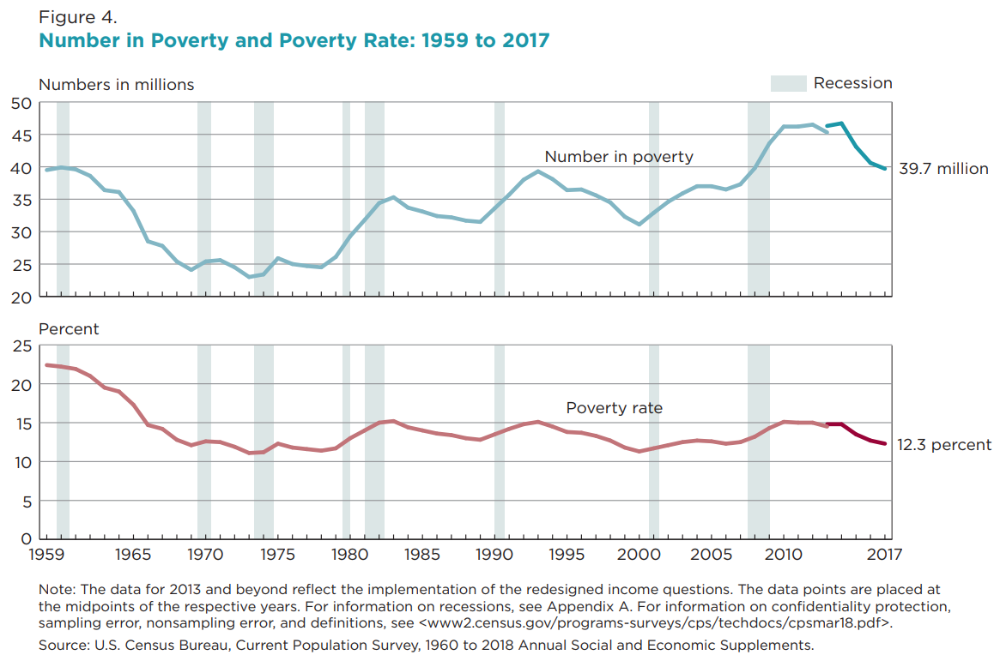 Figure 4.
Number in Poverty and Poverty Rate: 1959 to 2017
Numbers in millions
Recession
50
45
Number in poverty
40
39.7 million
35
30
25
20
Percent
25
20
Poverty rate
15
12.3 percent
10
5
0
1959 1965 1970 1975 1980 1985 1990 1995 2000 2005 2010 2017
Note: The data for 2013 and beyond reflect the implementation of the redesigned income questions. The data points are placed at
the midpoints of the respective years. For information on recessions, see Appendix A. For information on confidentiality protection,
sampling error, nonsampling error, and definitions, see <www2.census.gov/programs-surveys/cps/techdocs/cpsmar18.pdf>.
Source: U.S. Census Bureau, Current Population Survey, 1960 to 2018 Annual Social and Economic Supplements.